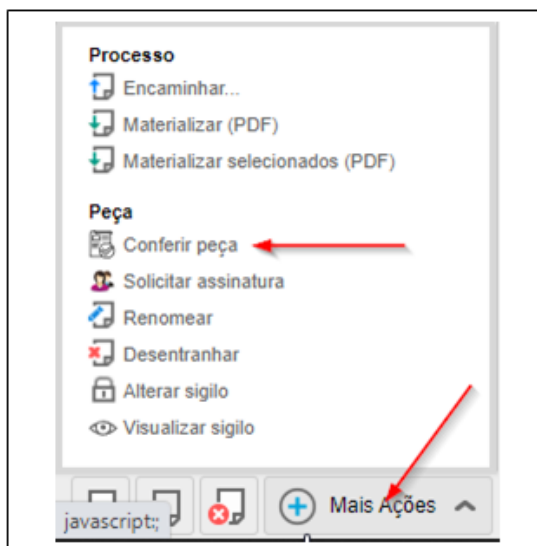 Processo
Encaminhar...
Materializar (PDF)
Materializar selecionados (PDF)
Peça
Conferir peça
Solicitar assinatura
Renomear
Desentranhar
Alterar sigilo
Visualizar sigilo
Mais Ações
javascript:;